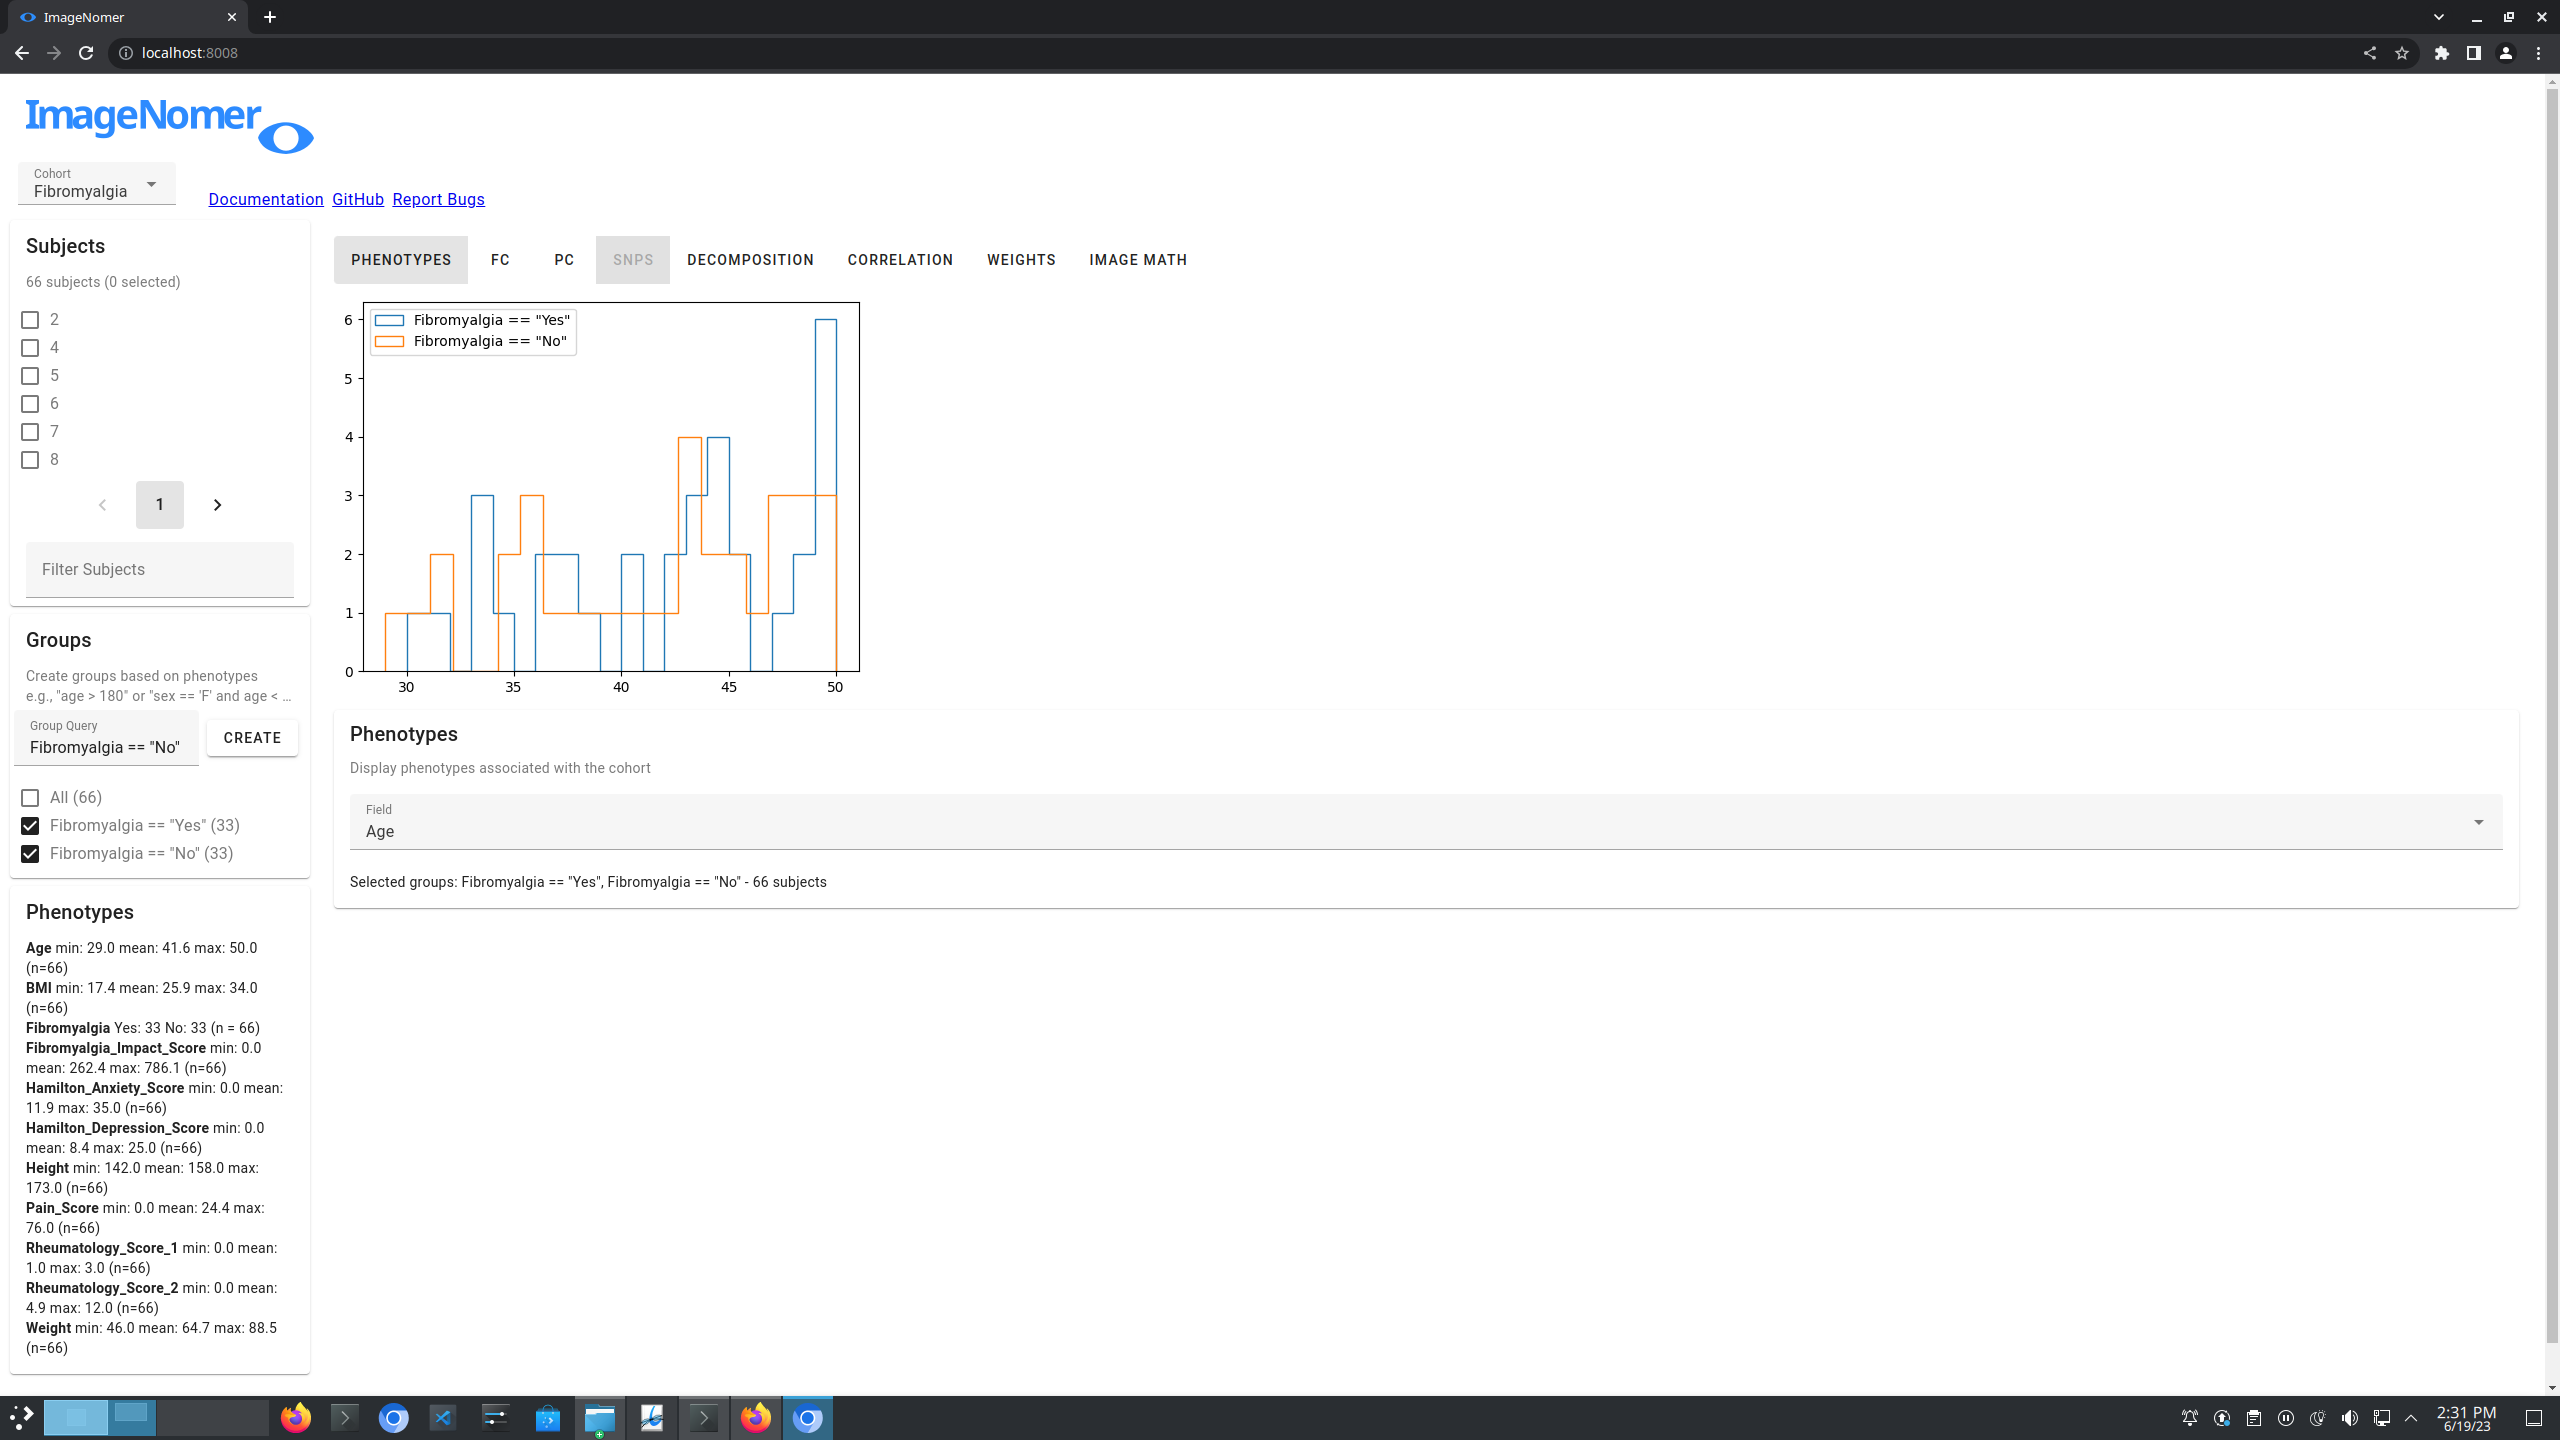 ImageNomer
localhost:8008
ImageNomer
Cohort
Fibromyalgia
Documentation GitHub Report Bugs
Subjects
66 subjects (0 selected)
2
4
5
6
7
8
1
Filter Subjects
Groups
Create groups based on phenotypes
e.g., "age > 180" or "sex == 'F' and age < …
Group Query
Fibromyalgia == "No"
CREATE
All (66)
Fibromyalgia == "Yes" (33)
Fibromyalgia == "No" (33)
Phenotypes
Age min: 29.0 mean: 41.6 max: 50.0
(n=66)
BMI min: 17.4 mean: 25.9 max: 34.0
(n=66)
Fibromyalgia Yes: 33 No: 33 (n = 66)
Fibromyalgia_Impact_Score min: 0.0
mean: 262.4 max: 786.1 (n=66)
Hamilton_Anxiety_Score min: 0.0 mean:
11.9 max: 35.0 (n=66)
Hamilton_Depression_Score min: 0.0
mean: 8.4 max: 25.0 (n=66)
Height min: 142.0 mean: 158.0 max:
173.0 (n=66)
Pain_Score min: 0.0 mean: 24.4 max:
76.0 (n=66)
Rheumatology_Score_1 min: 0.0 mean:
1.0 max: 3.0 (n=66)
Rheumatology_Score_2 min: 0.0 mean:
4.9 max: 12.0 (n=66)
Weight min: 46.0 mean: 64.7 max: 88.5
(n=66)
PHENOTYPES FC PC SNPS DECOMPOSITION CORRELATION WEIGHTS IMAGE MATH
Fibromyalgia == "Yes"
Fibromyalgia == "No"
6
5
4
3
2
1
0
30 35 40 45 50
Phenotypes
Display phenotypes associated with the cohort
Field
Age
Selected groups: Fibromyalgia == "Yes", Fibromyalgia == "No" - 66 subjects
2:31 PM
6/19/23